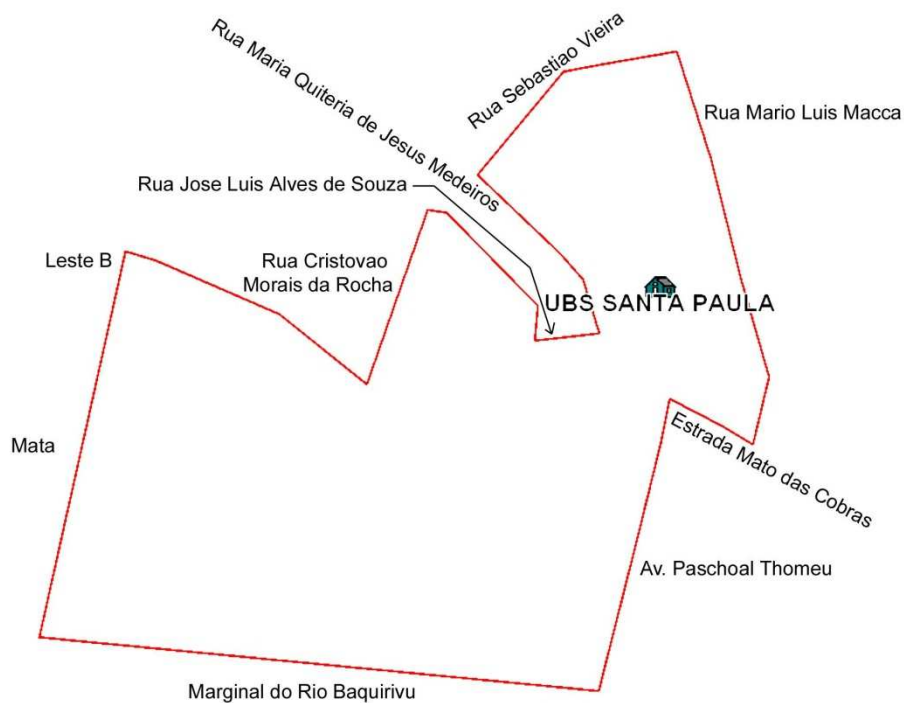 Rua Maria Quiteria de Jesus Medeiros
Rua Sebastiao Vieira
Rua Mario Luis Macca
Rua Jose Luis Alves de Souza
Leste B
Rua Cristovao
Morais da Rocha
UBS SANTA PAULA
Mata
Estrada Mato das Cobras
Av. Paschoal Thomeu
Marginal do Rio Baquirivu